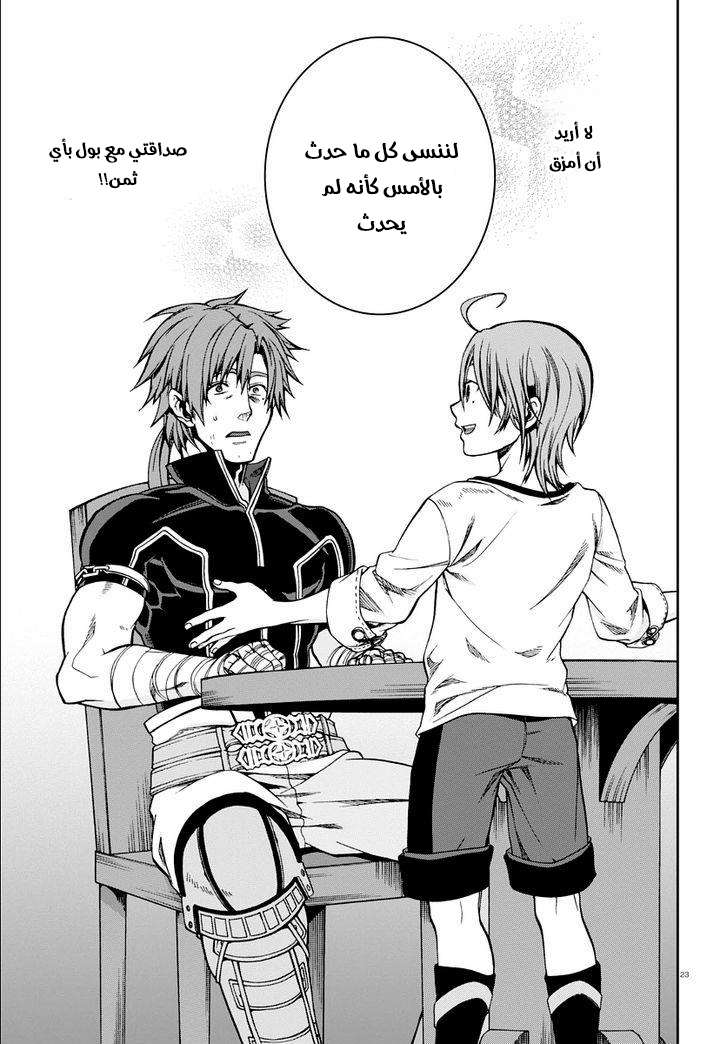 لا أريد
أن أمزق
لننسى كل ما حدث
بالأمس كأنه لم
يحدث
صداقتي مع بول بأي
ثمن!!
23